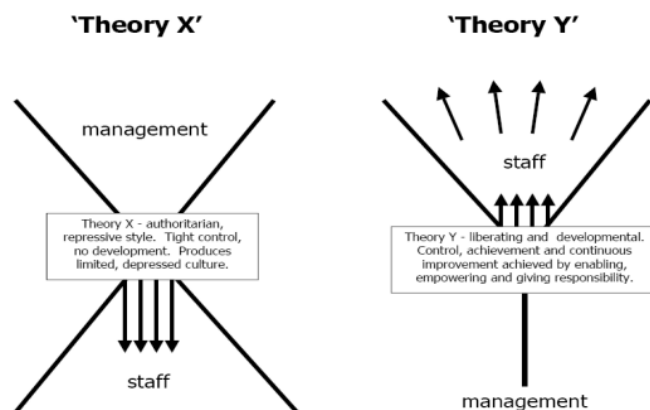 ‘Theory X’
management
Theory X - authoritarian,
repressive style. Tight control,
no development. Produces
limited, depressed culture.
staff
‘Theory Y’
staff
Theory Y - liberating and developmental.
Control, achievement and continuous
improvement achieved by enabling,
empowering and giving responsibility.
management